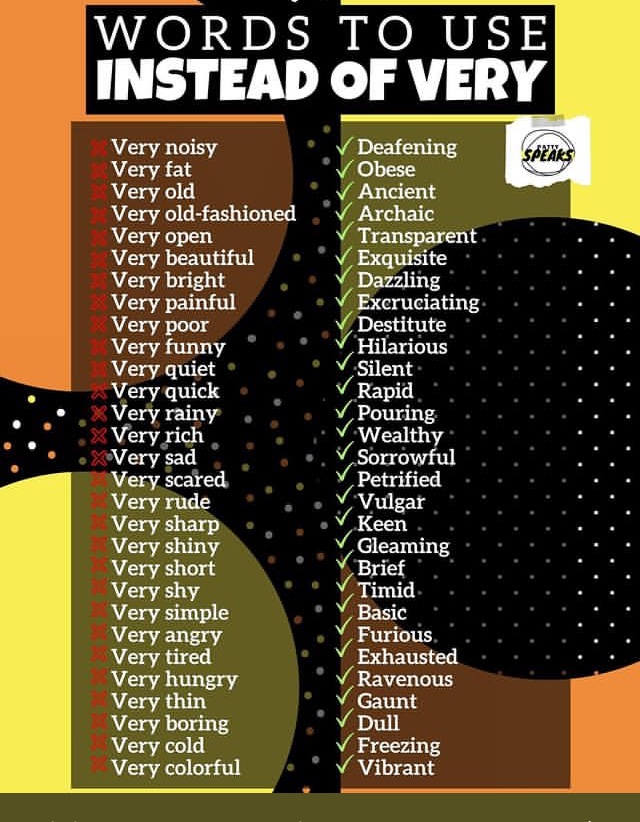 WORDS TO USE
INSTEAD OF VERY
PATTY
SPEAKS
Very noisy Deafening
Very fat Obese
Very old Ancient
Very old-fashioned Archaic
Very open Transparent
Very beautiful Exquisite
Very bright Dazzling
Very painful Excruciating
Very poor Destitute
Very funny Hilarious
Very quiet Silent
Very quick Rapid
Very rainy Pouring
Very rich Wealthy
Very sad Sorrowful
Very scared Petrified
Very rude Vulgar
Very sharp Keen
Very shiny Gleaming
Very short Brief
Very shy Timid
Very simple Basic
Very angry Furious
Very tired Exhausted
Very hungry Ravenous
Very thin Gaunt
Very boring Dull
Very cold Freezing
Very colorful Vibrant